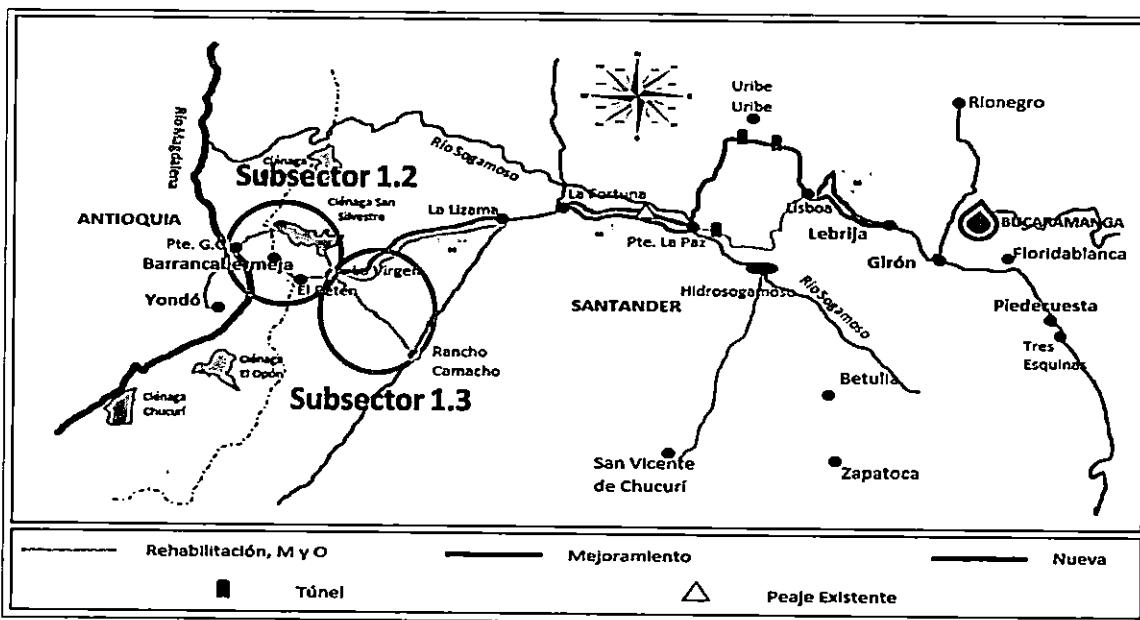 Uribe
Uribe
Rionegro
Río Magdalena
Río Sogamoso
Ciénaga
Subsector 1.2
Ciénaga San
Silvestre
ANTIOQUIA
La Lizama
La Fortuna
Lisboa
BUCARAMANGA
Pte. G.C
Pte. La Paz
Lebrija
Barrancabermeja
La Virgen
Girón
Floridablanca
El Retén
Yondó
Hidrosogamoso
SANTANDER
Río Sogamoso
Piedecuesta
Rancho
Camacho
Tres
Esquinas
Ciénaga
El Opón
Betulia
Subsector 1.3
Ciénaga
Chucurí
San Vicente
de Chucurí
Zapatoca
Rehabilitación, M y O
Mejoramiento
Nueva
Túnel
Peaje Existente